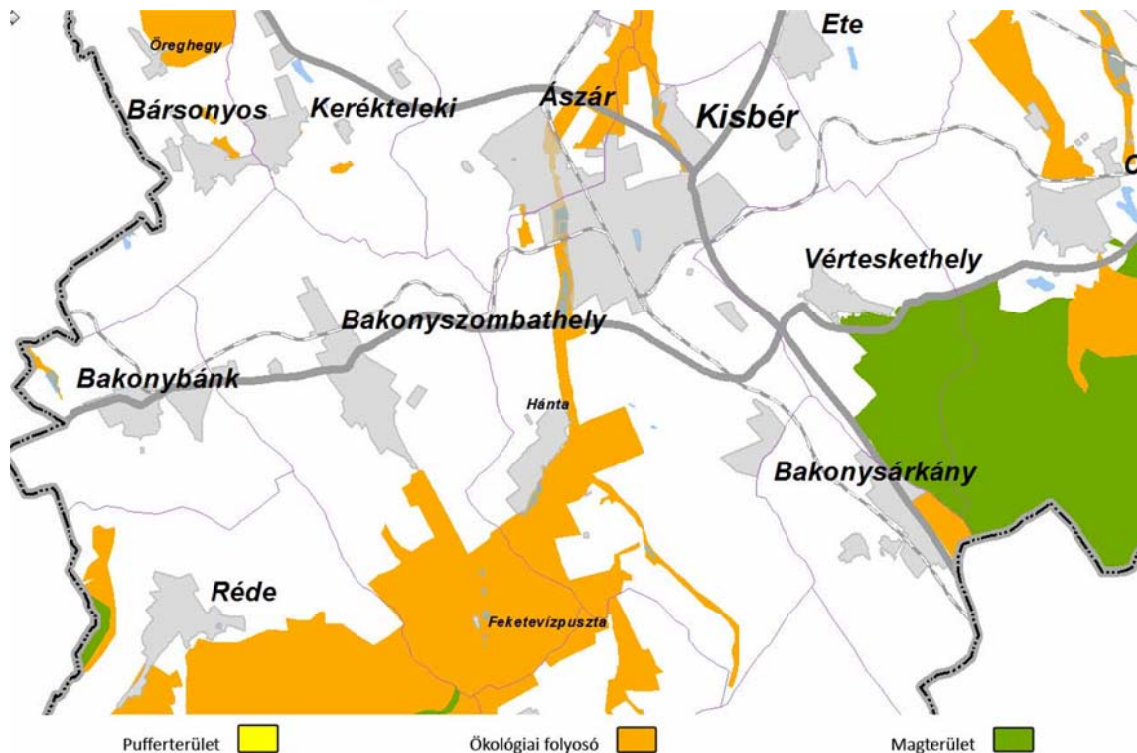 Ete
Öreghegy
Bársonyos
Kerékteleki
Ászár
Kisbér
Vérteskethely
Bakonyszombathely
Bakonybánk
Hánta
Bakonysárkány
Réde
Feketevízpuszta
Pufferterület
Ökológiai folyosó
Magterület